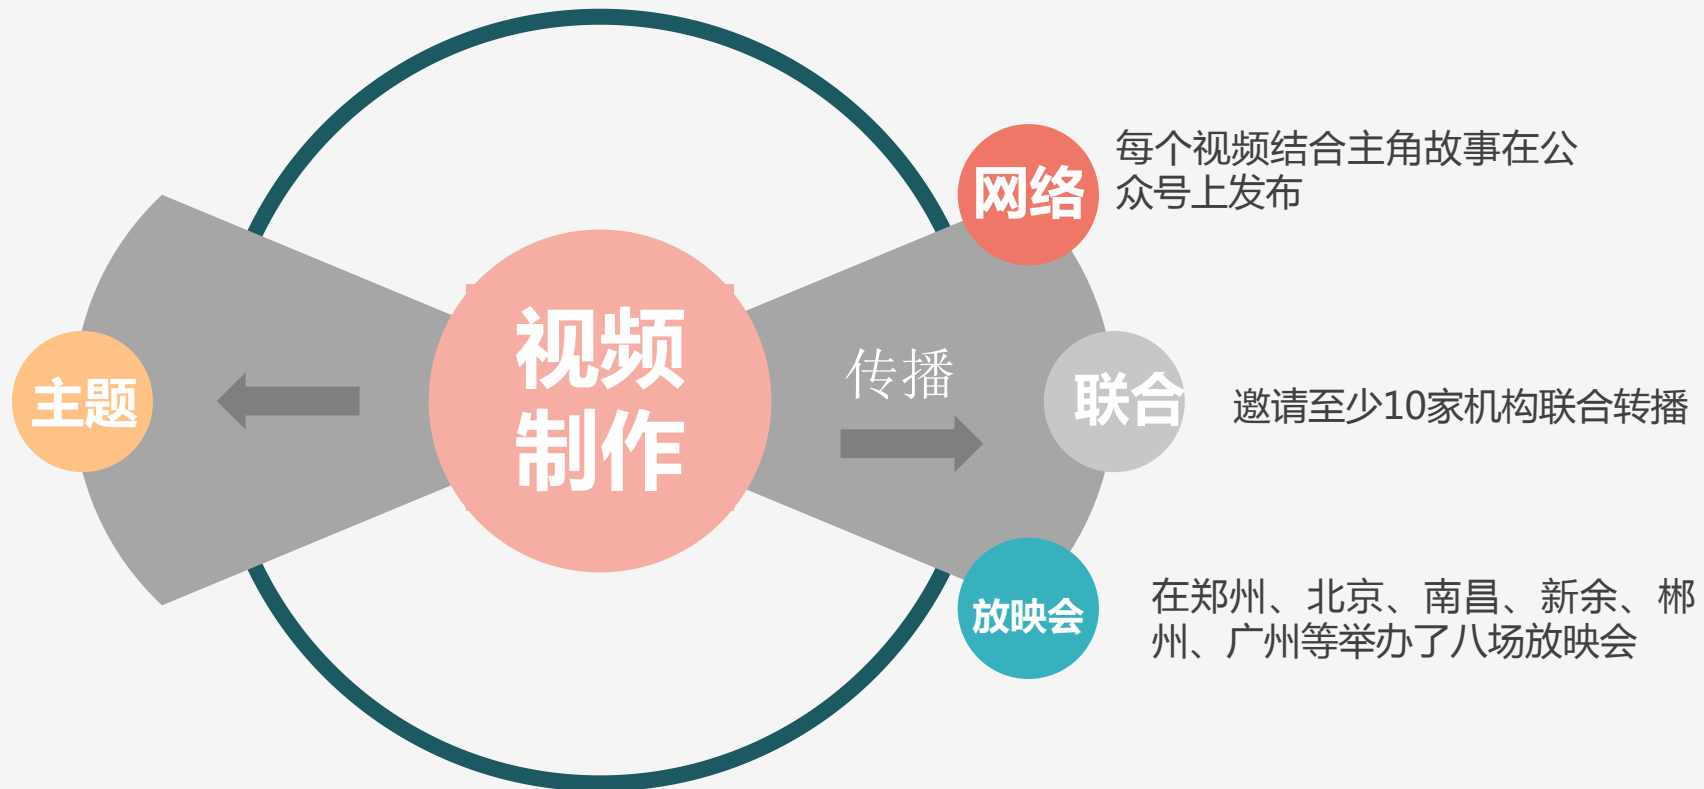 网络
每个视频结合主角故事在公
众号上发布
主题
视频
制作
传播
联合
邀请至少10家机构联合转播
放映会
在郑州、北京、南昌、新余、郴
州、广州等举办了八场放映会